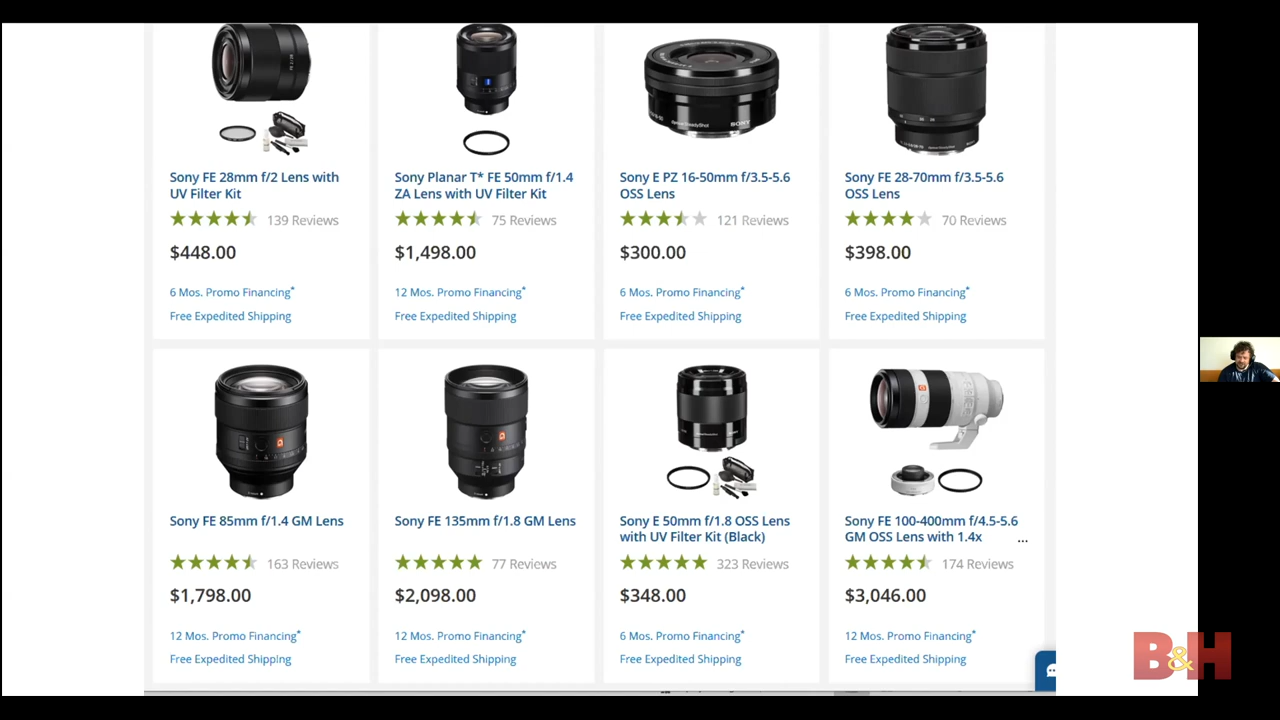 Sony FE 28mm f/2 Lens with
UV Filter Kit
139 Reviews
$448.00
6 Mos. Promo Financing*
Free Expedited Shipping
Sony Planar T* FE 50mm f/1.4
ZA Lens with UV Filter Kit
75 Reviews
$1,498.00
12 Mos. Promo Financing*
Free Expedited Shipping
SONY
Sony E PZ 16-50mm f/3.5-5.6
OSS Lens
121 Reviews
$300.00
6 Mos. Promo Financing*
Free Expedited Shipping
Sony FE 28-70mm f/3.5-5.6
OSS Lens
70 Reviews
$398.00
6 Mos. Promo Financing*
Free Expedited Shipping
Sony FE 85mm f/1.4 GM Lens
163 Reviews
$1,798.00
12 Mos. Promo Financing*
Free Expedited Shipping
Sony FE 135mm f/1.8 GM Lens
77 Reviews
$2,098.00
12 Mos. Promo Financing*
Free Expedited Shipping
Sony E 50mm f/1.8 OSS Lens
with UV Filter Kit (Black)
323 Reviews
$348.00
6 Mos. Promo Financing*
Free Expedited Shipping
Sony FE 100-400mm f/4.5-5.6
GM OSS Lens with 1.4x
...
174 Reviews
$3,046.00
12 Mos. Promo Financing*
Free Expedited Shipping
B&H